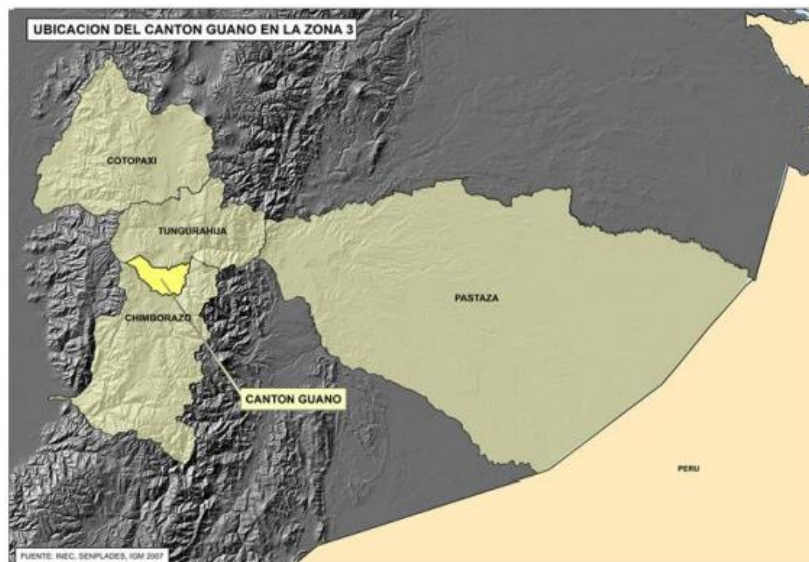 UBICACION DEL CANTON GUANO EN LA ZONA 3
COTOPAXI
TUNGURAHUA
PASTAZA
CHIMBORAZO
CANTON GUANO
PERU
FUENTE: INEC, SENPLADES, IGM 2007